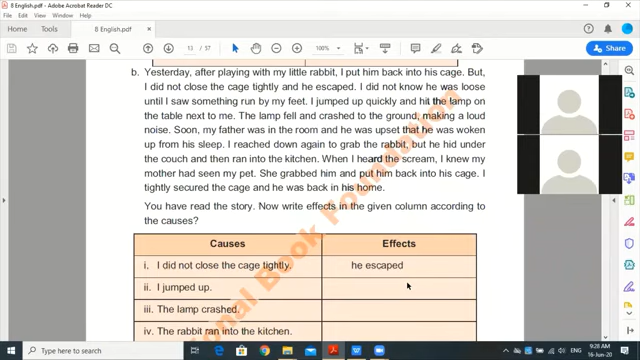 8 English.pdf - Adobe Acrobat Reader DC
File Edit View Window Help
Home Tools 8 English.pdf ×
13 / 57 100% Share
b. Yesterday, after playing with my little rabbit, I put him back into his cage. But,
I did not close the cage tightly and he escaped. I did not know he was loose
until I saw something run by my feet. I jumped up quickly and hit the lamp on
the table next to me. The lamp fell and crashed to the ground, making a loud
noise. Soon, my father was in the room and he was upset that he was woken
up from his sleep. I reached down again to grab the rabbit, but he hid under
the couch and then ran into the kitchen. When I heard the scream, I knew my
mother had seen my pet. She grabbed him and put him back into his cage. I
tightly secured the cage and he was back in his home.
You have read the story. Now write effects in the given column according to
the causes?
Causes Effects
i. I did not close the cage tightly. he escaped
ii. I jumped up.
iii. The lamp crashed.
iv. The rabbit ran into the kitchen.
onal Book Foundation
ENG 9:28 AM
16-Jun-20